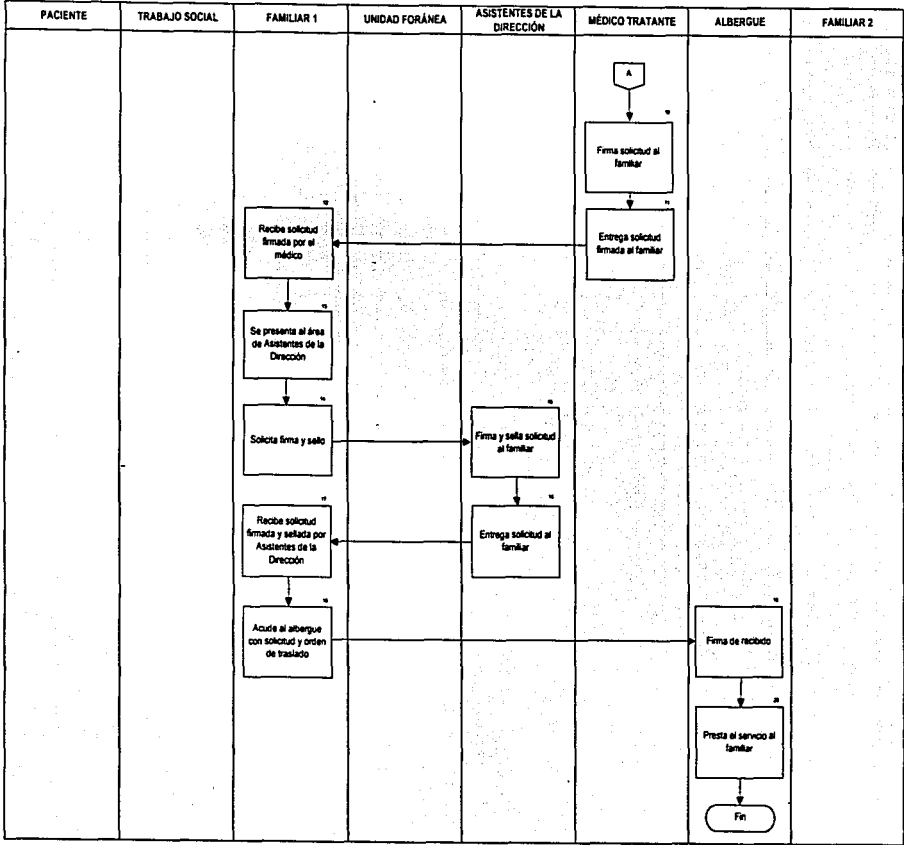 PACIENTE
TRABAJO SOCIAL
FAMILIAR 1
UNIDAD FORÁNEA
ASISTENTES DE LA
DIRECCIÓN
MÉDICO TRATANTE
ALBERGUE
FAMILIAR 2
A
Firma solicitud al
familiar
Entrega solicitud
firmada al familiar
Recibe solicitud
firmada por el
médico
Se presenta al área
de Asistentes de la
Dirección
Solicita firma y sello
Firma y sella solicitud
al familiar
Entrega solicitud al
familiar
Recibe solicitud
firmada y sellada por
Asistentes de la
Dirección
Acude al albergue
con solicitud y orden
de traslado
Firma de recibido
Presta el servicio al
familiar
Fin